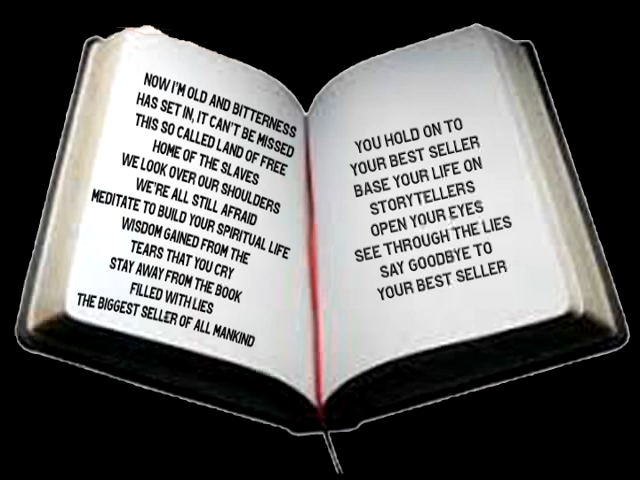 NOW I'M OLD AND BITTERNESS
HAS SET IN, IT CAN'T BE MISSED
THIS SO CALLED LAND OF FREE
HOME OF THE SLAVES
WE LOOK OVER OUR SHOULDERS
WE'RE ALL STILL AFRAID
MEDITATE TO BUILD YOUR SPIRITUAL LIFE
WISDOM GAINED FROM THE
TEARS THAT YOU CRY
STAY AWAY FROM THE BOOK
FILLED WITH LIES
THE BIGGEST SELLER OF ALL MANKIND
YOU HOLD ON TO
YOUR BEST SELLER
BASE YOUR LIFE ON
STORYTELLERS
OPEN YOUR EYES
SEE THROUGH THE LIES
SAY GOODBYE TO
YOUR BEST SELLER